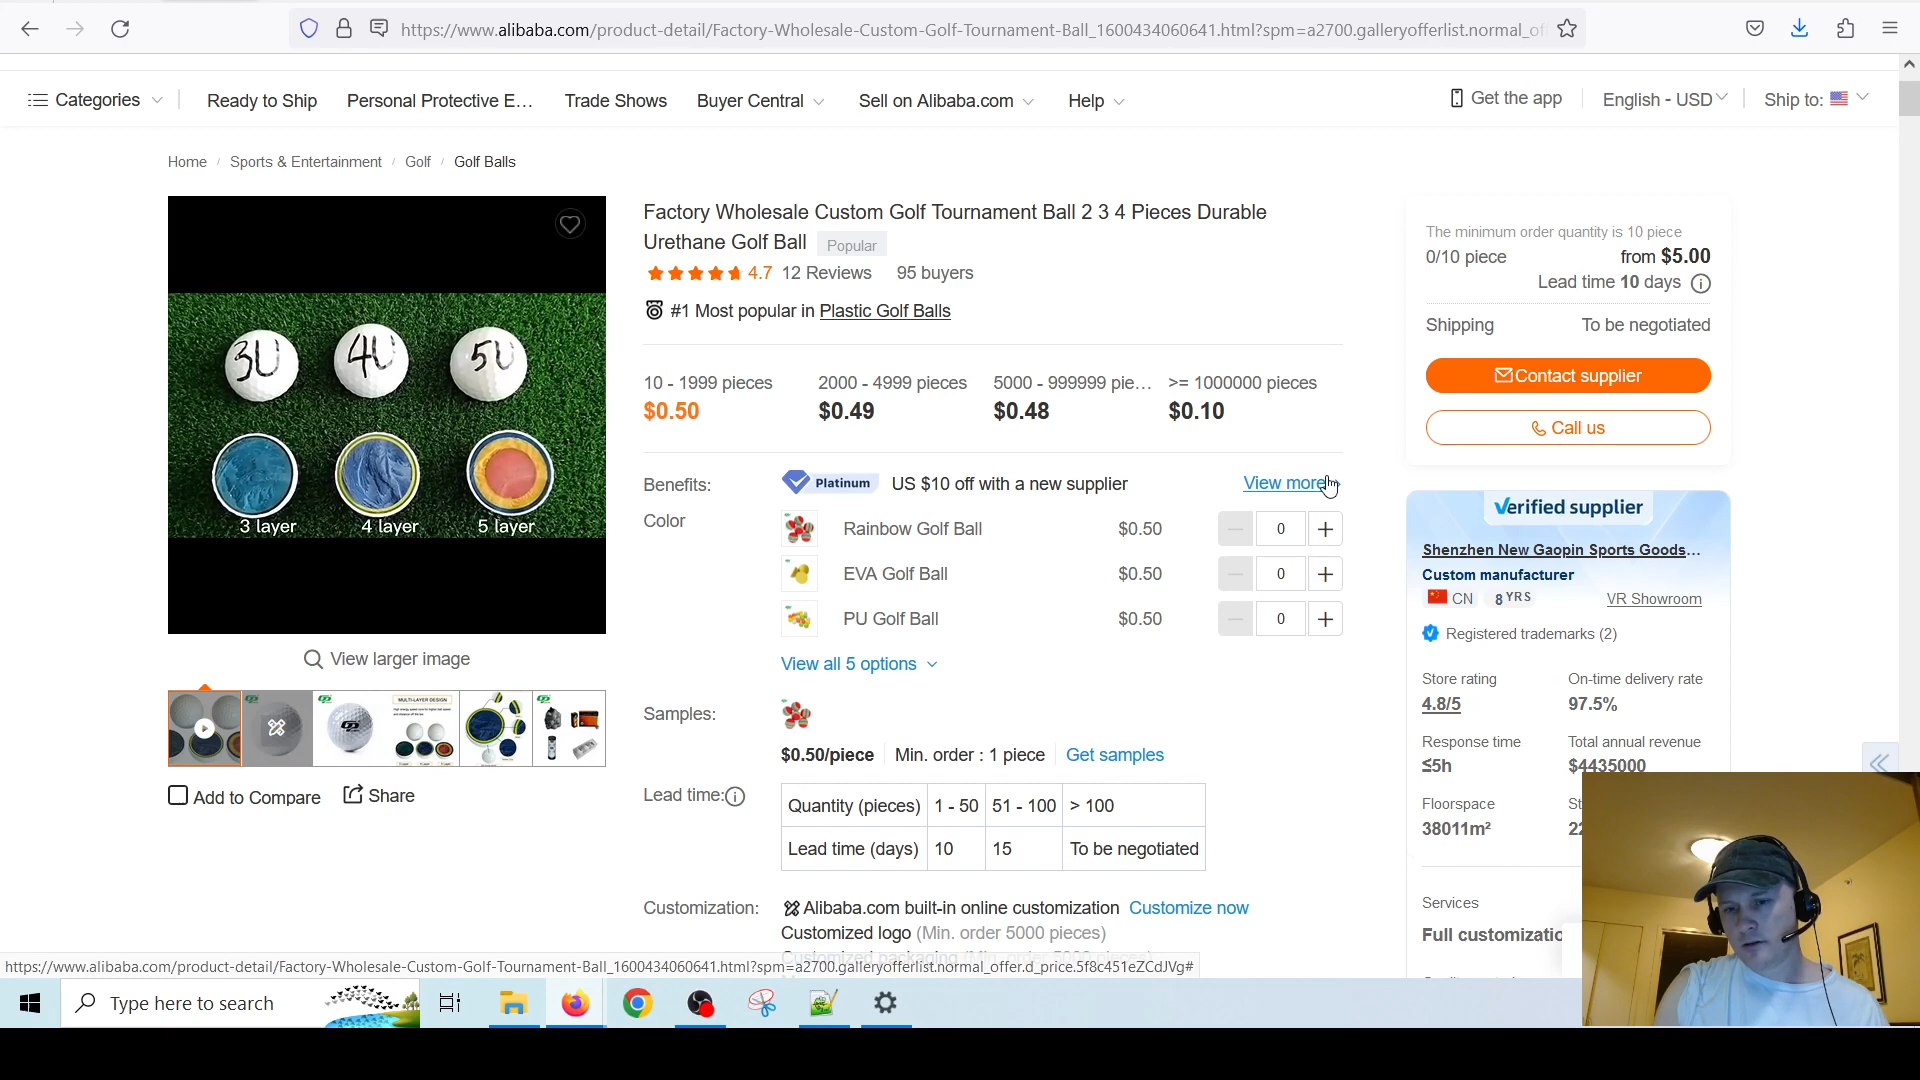 https://www.alibaba.com/product-detail/Factory-Wholesale-Custom-Golf-Tournament-Ball_1600434060641.html?spm=a2700.galleryofferlist.normal_of
Categories
Ready to Ship
Personal Protective E...
Trade Shows
Buyer Central
Sell on Alibaba.com
Help
Get the app
English - USD
Ship to:
Home / Sports & Entertainment / Golf / Golf Balls
3U 4U 5U
3 layer 4 layer 5 layer
View larger image
MULTI-LAYER DESIGN
Add to Compare
Share
Factory Wholesale Custom Golf Tournament Ball 2 3 4 Pieces Durable
Urethane Golf Ball Popular
4.7 12 Reviews 95 buyers
#1 Most popular in Plastic Golf Balls
10 - 1999 pieces 2000 - 4999 pieces 5000 - 999999 pie... >= 1000000 pieces
$0.50 $0.49 $0.48 $0.10
Benefits: Platinum US $10 off with a new supplier View more
Color
Rainbow Golf Ball $0.50 0
EVA Golf Ball $0.50 0
PU Golf Ball $0.50 0
View all 5 options
Samples:
$0.50/piece Min. order : 1 piece Get samples
Lead time:
Quantity (pieces) 1 - 50 51 - 100 > 100
Lead time (days) 10 15 To be negotiated
Customization: Alibaba.com built-in online customization Customize now
Customized logo (Min. order 5000 pieces)
Customized packaging (Min. order 5000 pieces)
The minimum order quantity is 10 piece
0/10 piece from $5.00
Lead time 10 days
Shipping To be negotiated
Contact supplier
Call us
Verified supplier
Shenzhen New Gaopin Sports Goods...
Custom manufacturer
CN 8 YRS VR Showroom
Registered trademarks (2)
Store rating On-time delivery rate
4.8/5 97.5%
Response time Total annual revenue
≤5h $4435000
Floorspace
38011m²
Services
Full customizatio
https://www.alibaba.com/product-detail/Factory-Wholesale-Custom-Golf-Tournament-Ball_1600434060641.html?spm=a2700.galleryofferlist.normal_offer.d_price.5f8c451eZCdJVg#
Type here to search